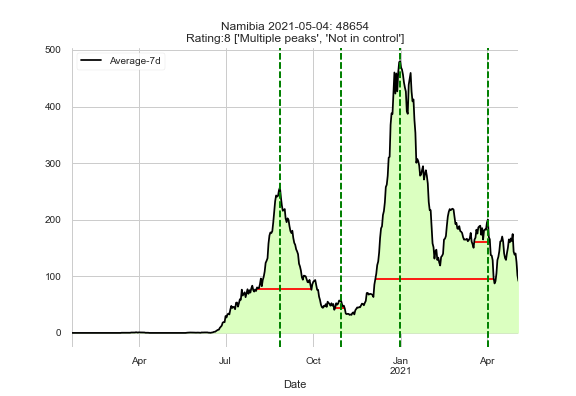 Namibia 2021-05-04: 48654
Rating:8 ['Multiple peaks', 'Not in control']
Average-7d
500
400
300
200
100
0
Apr
Jul
Oct
Jan
2021
Apr
Date